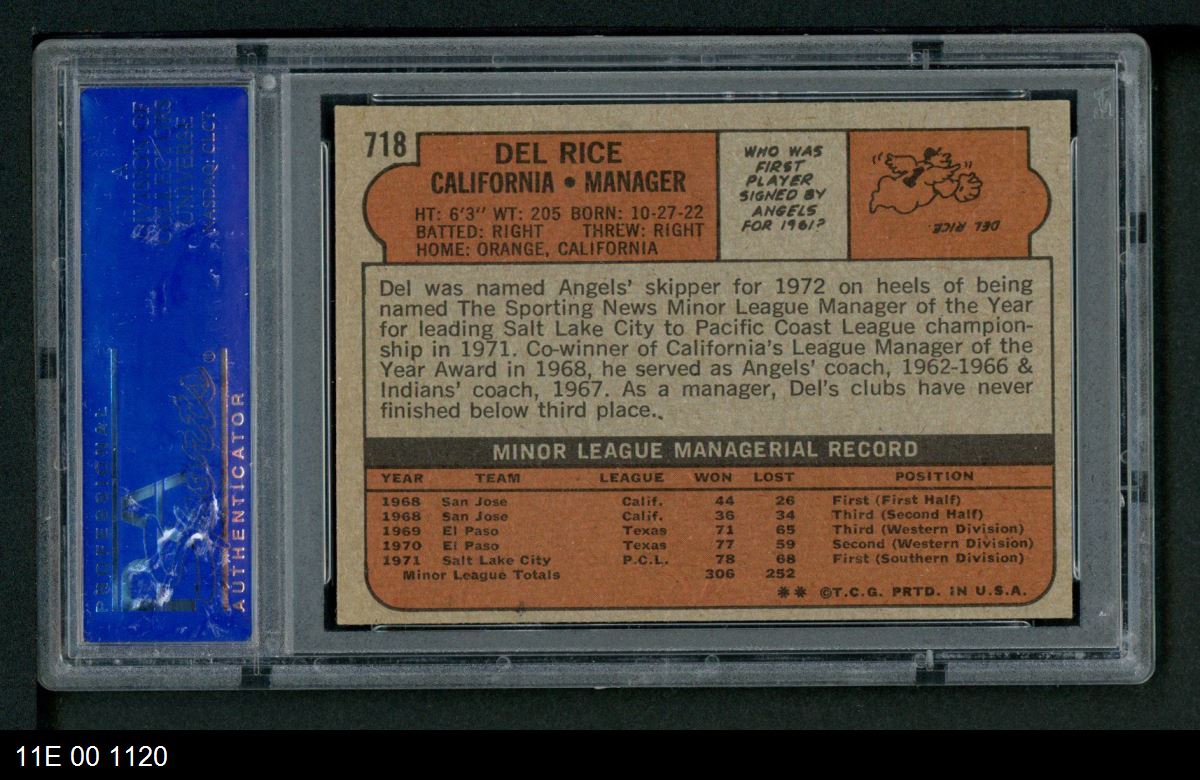 A
DIVISION OF
COLLECTORS
UNIVERSE
NASDAQ: CLCT
PROFESSIONAL
AUTHENTICATOR
718
DEL RICE
CALIFORNIA • MANAGER
HT: 6'3" WT: 205 BORN: 10-27-22
BATTED: RIGHT THREW: RIGHT
HOME: ORANGE, CALIFORNIA
WHO WAS
FIRST
PLAYER
SIGNED BY
ANGELS
FOR 1961?
DEL RICE
Del was named Angels' skipper for 1972 on heels of being
named The Sporting News Minor League Manager of the Year
for leading Salt Lake City to Pacific Coast League champion-
ship in 1971. Co-winner of California's League Manager of the
Year Award in 1968, he served as Angels' coach, 1962-1966 &
Indians' coach, 1967. As a manager, Del's clubs have never
finished below third place.
MINOR LEAGUE MANAGERIAL RECORD
YEAR TEAM LEAGUE WON LOST POSITION
1968 San Jose Calif. 44 26 First (First Half)
1968 San Jose Calif. 36 34 Third (Second Half)
1969 El Paso Texas 71 65 Third (Western Division)
1970 El Paso Texas 77 59 Second (Western Division)
1971 Salt Lake City P.C.L. 78 68 First (Southern Division)
Minor League Totals 306 252
** ©T.C.G. PRTD. IN U.S.A.
11E 00 1120